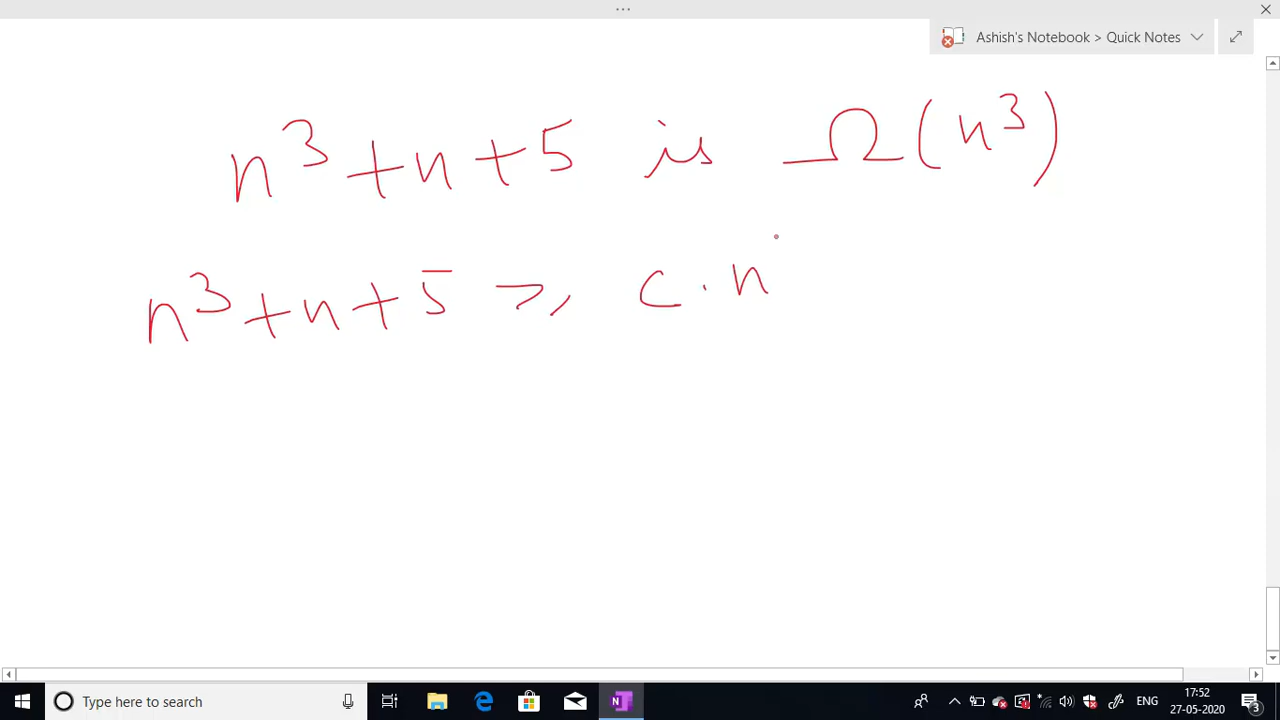 ...
Ashish's Notebook > Quick Notes
n³+n+5 is Ω(n³)
n³+n+5 ⩾ c·n
Type here to search
ENG
17:52
27-05-2020
3